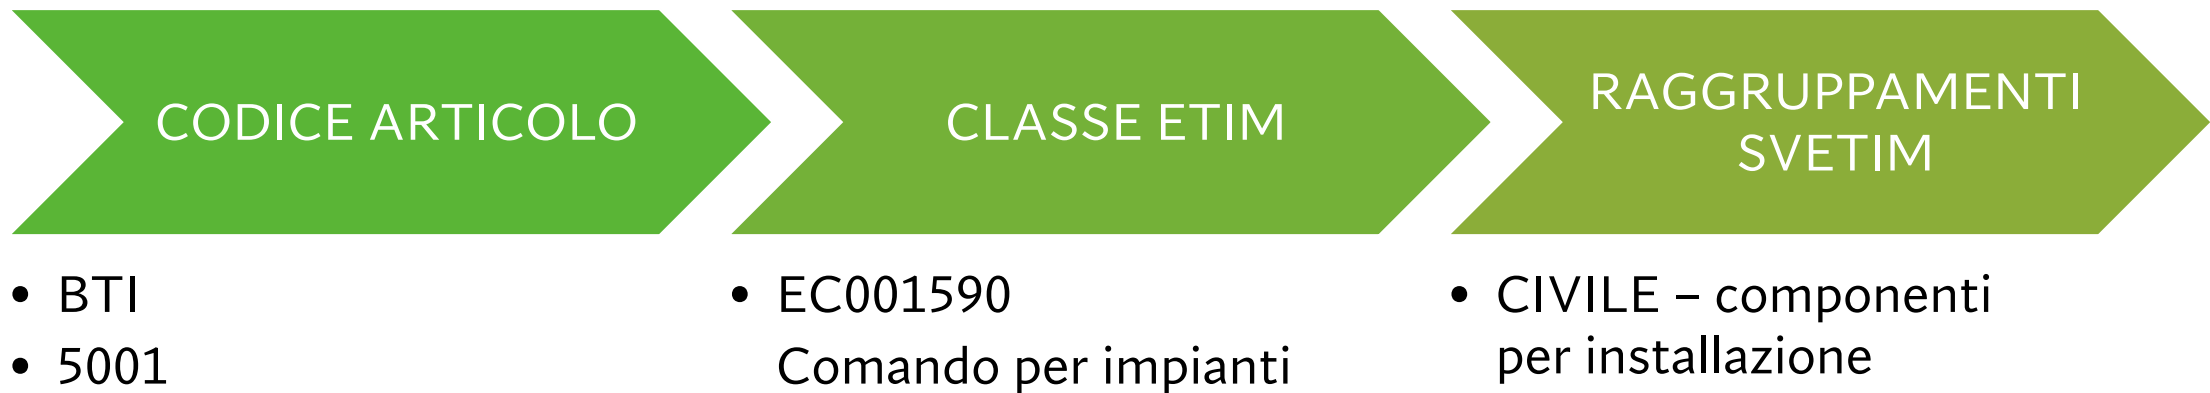 CODICE ARTICOLO
• BTI
• 5001
CLASSE ETIM
• EC001590
Comando per impianti
RAGGRUPPAMENTI
SVETIM
• CIVILE – componenti
per installazione